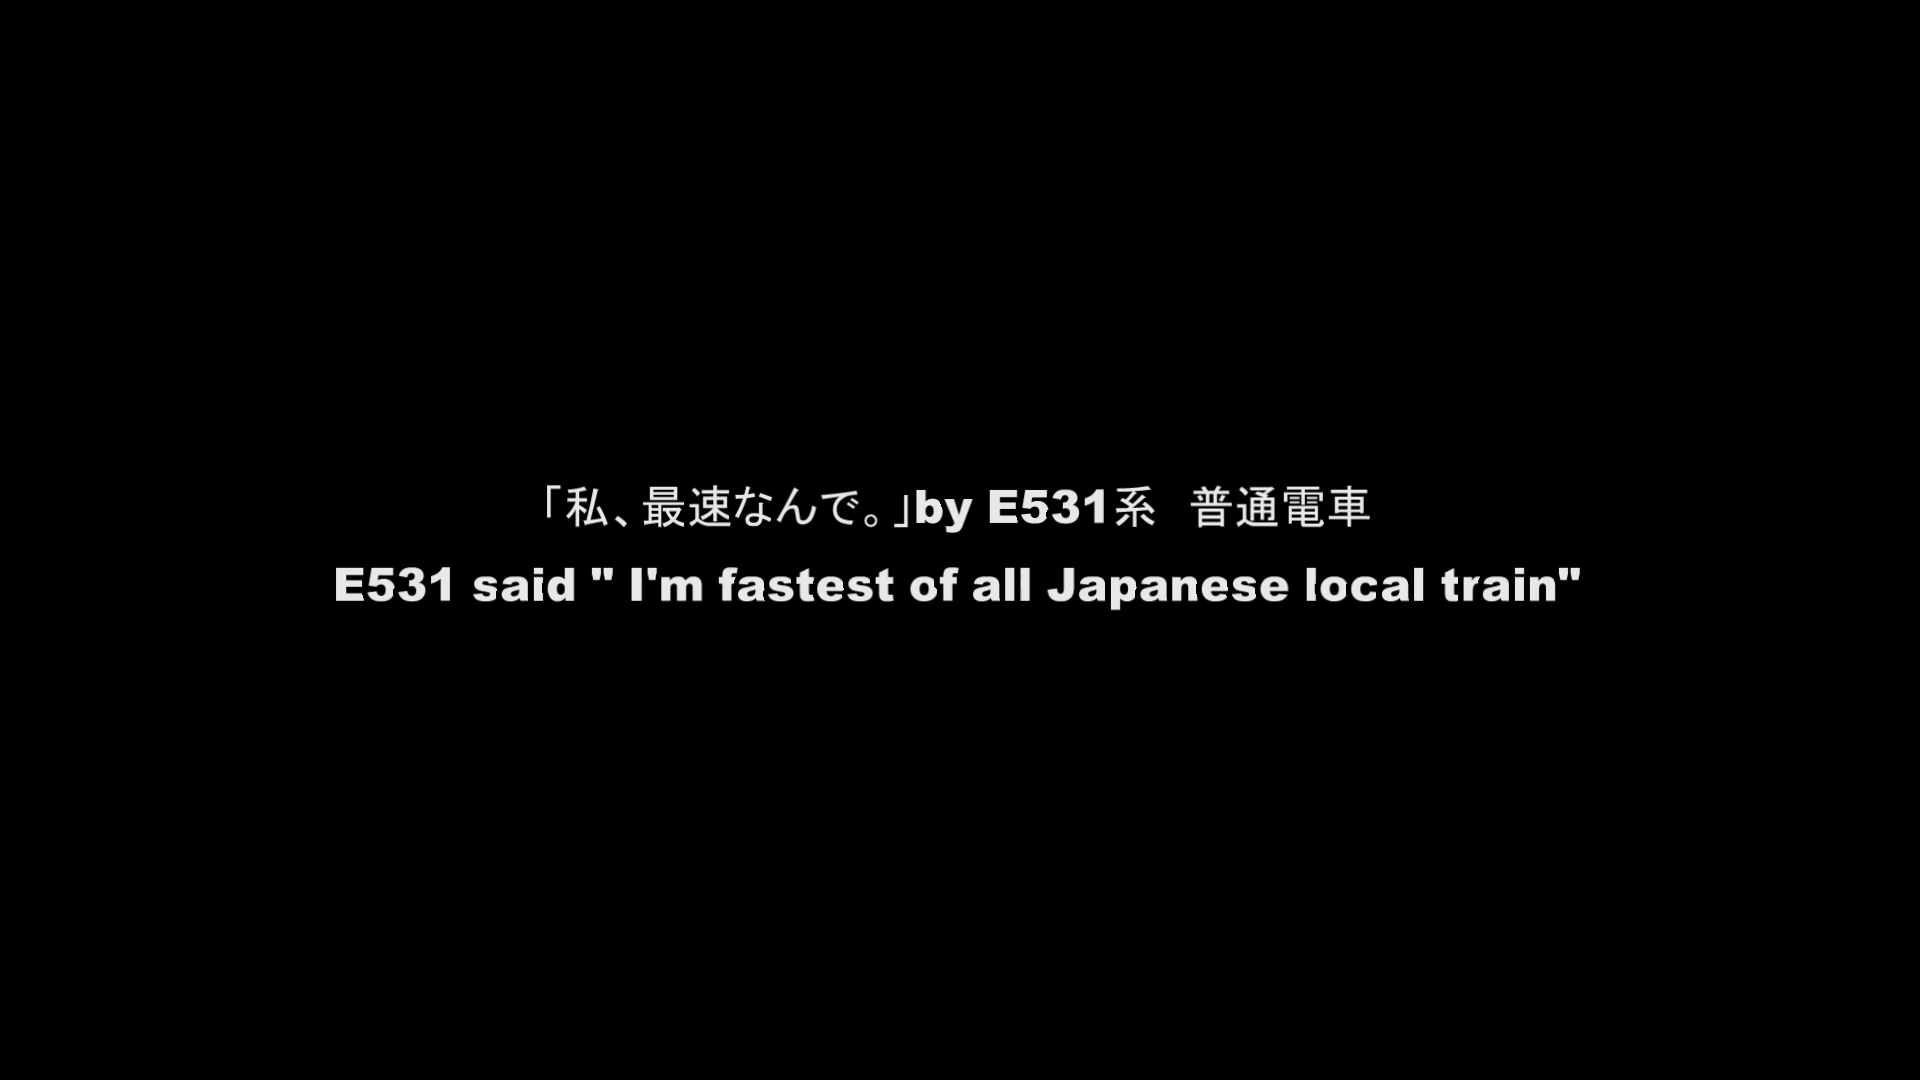 「私、最速なんで。」by E531系　普通電車
E531 said " I'm fastest of all Japanese local train"